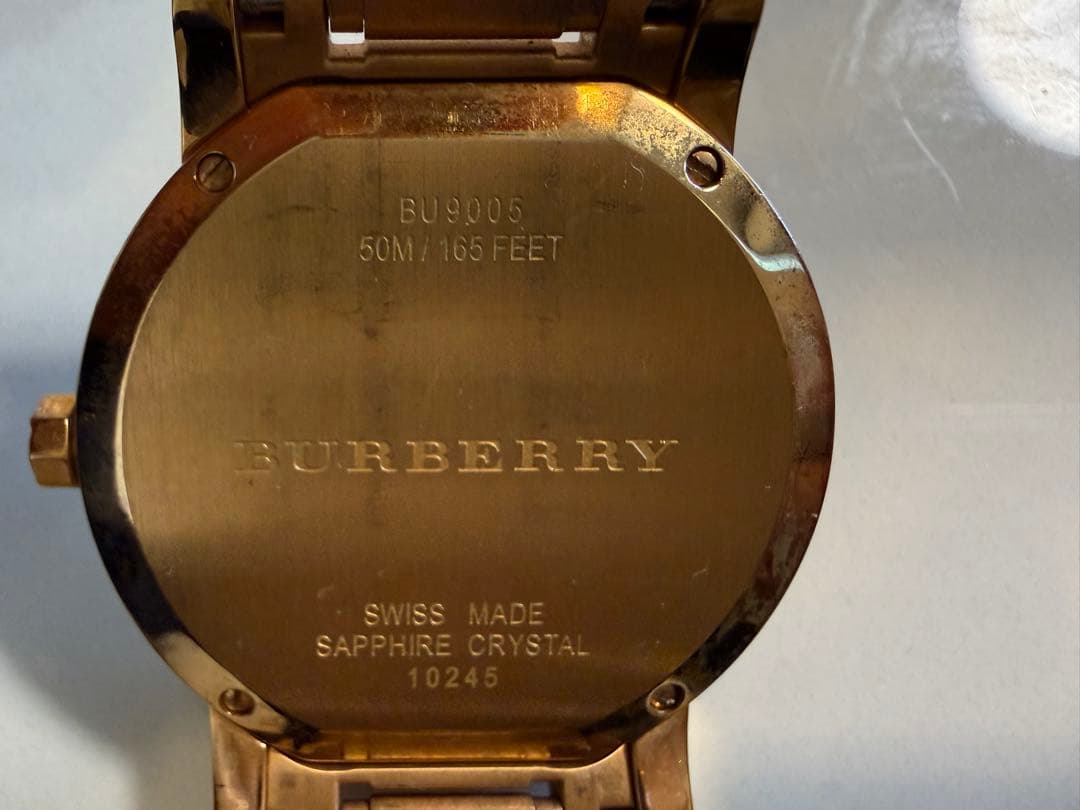 BU9005
50M / 165 FEET
BURBERRY
SWISS MADE
SAPPHIRE CRYSTAL
10245